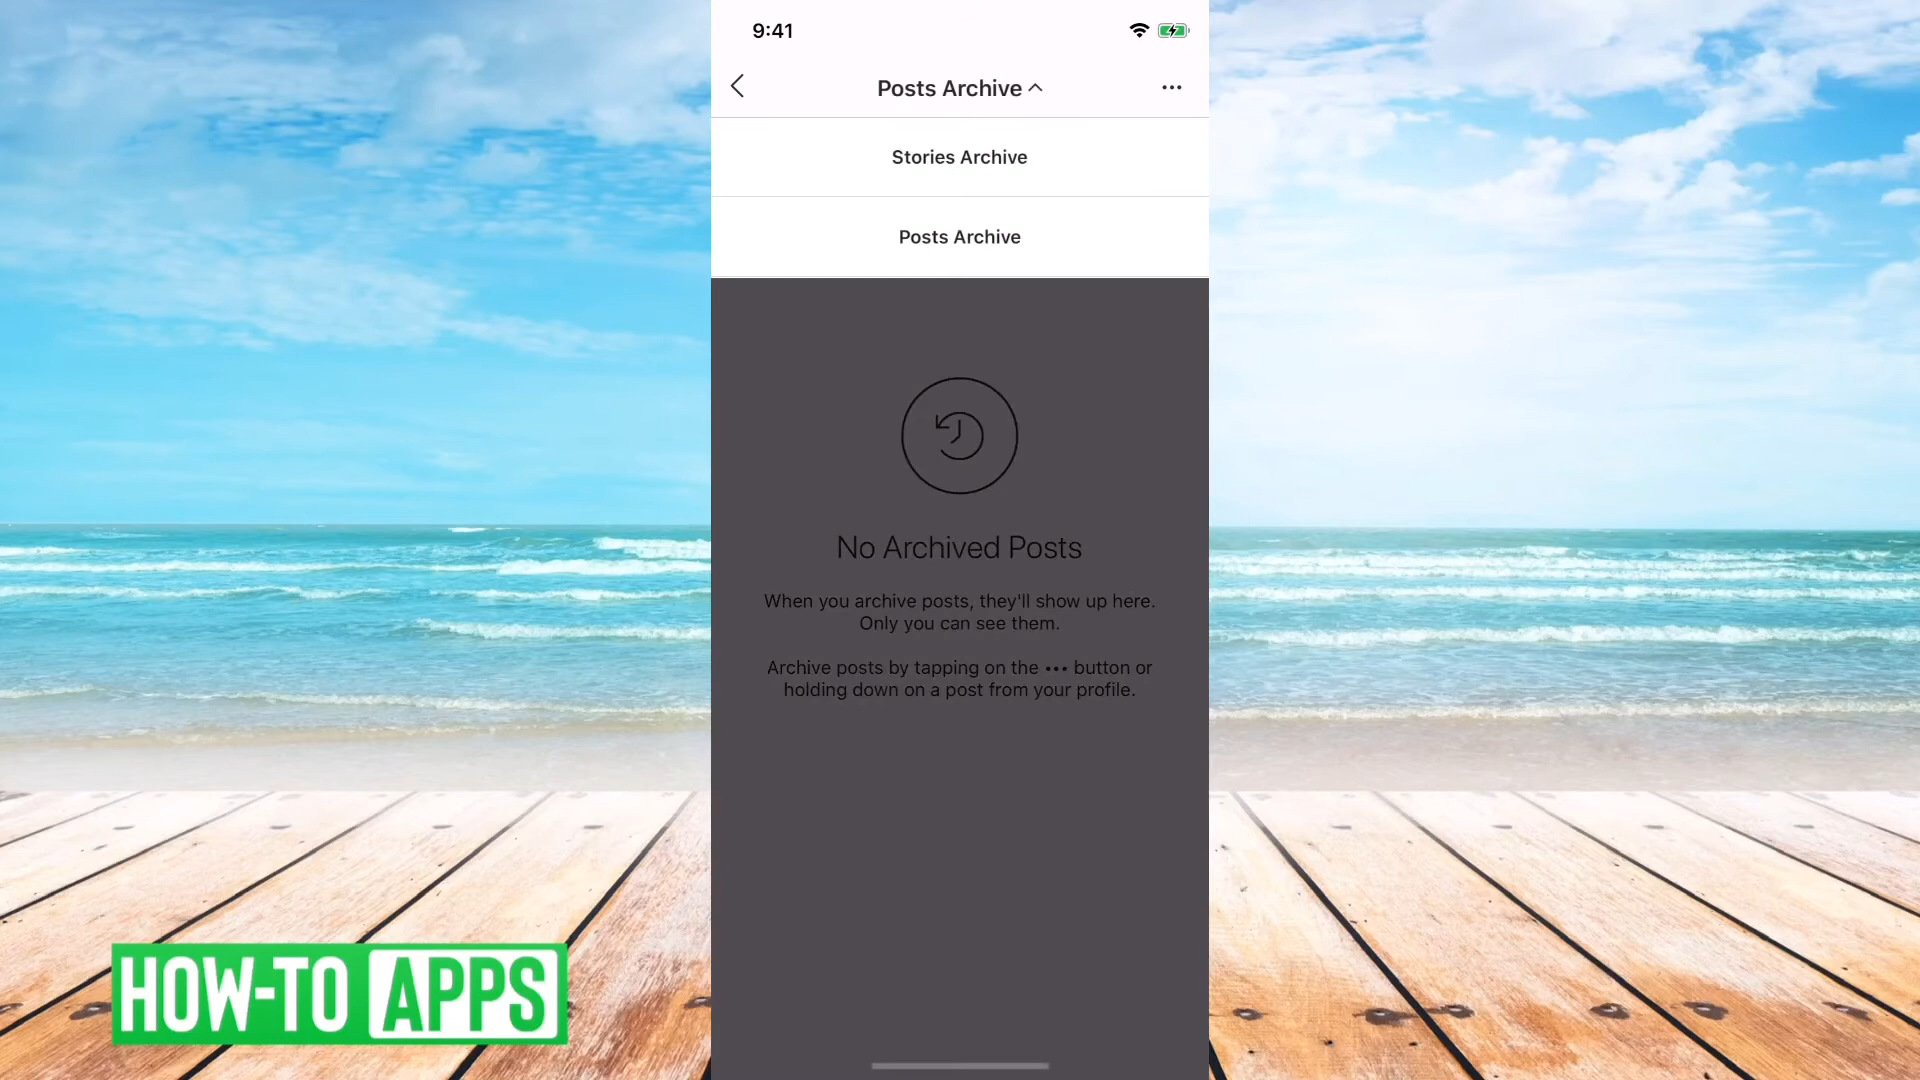 9:41
Posts Archive
Stories Archive
Posts Archive
No Archived Posts
When you archive posts, they'll show up here.
Only you can see them.
Archive posts by tapping on the ••• button or
holding down on a post from your profile.
HOW-TO APPS